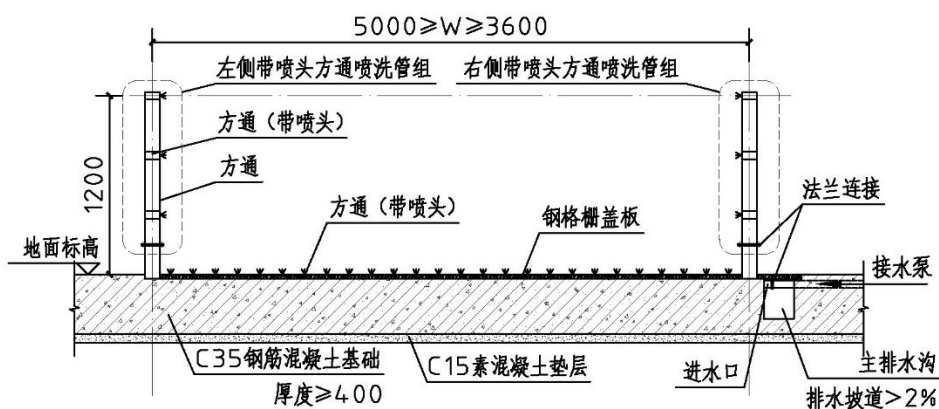 5000≥W≥3600
左侧带喷头方通喷洗管组
右侧带喷头方通喷洗管组
方通（带喷头）
方通
1200
方通（带喷头）
钢格栅盖板
法兰连接
地面标高
接水泵
C35钢筋混凝土基础
厚度≥400
C15素混凝土垫层
进水口
主排水沟
排水坡道>2%